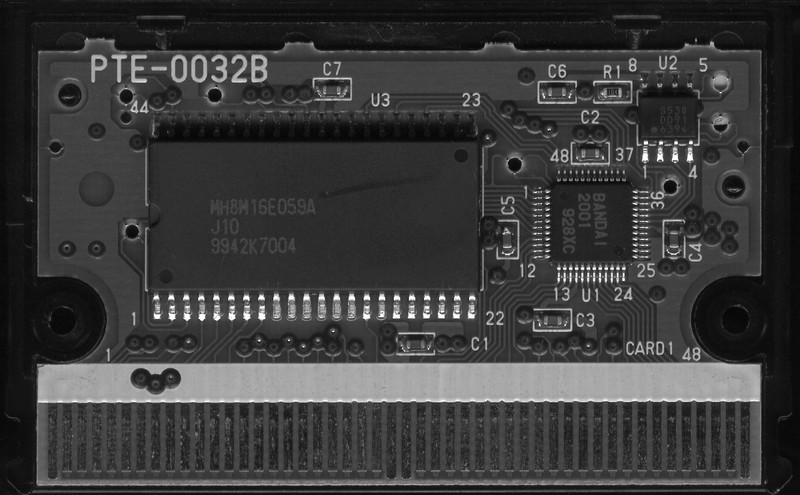 PTE-0032B
C7
C6
R1
8
U2
5
44
U3
23
C2
48
37
1
4
MH8M16E059A
J10
9942K7004
1
36
BANDAI
2001
928XC
C5
C4
12
25
13
U1
24
1
22
C3
C1
1
CARD1
48